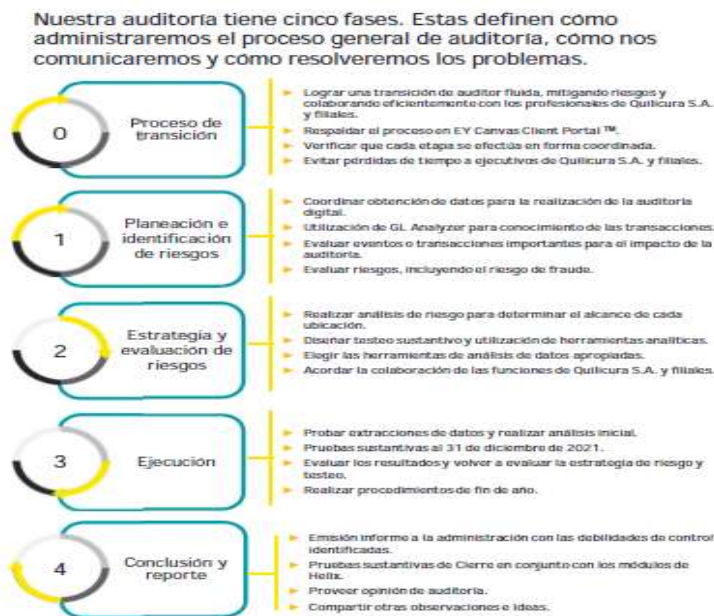 Nuestra auditoría tiene cinco fases. Estas definen cómo
administraremos el proceso general de auditoría, cómo nos
comunicaremos y cómo resolveremos los problemas.
0
Proceso de
transición
► Lograr una transición de auditor fluida, mitigando riesgos y
colaborando eficientemente con los profesionales de Quilicura S.A.
y filiales.
► Respaldar el proceso en EY Canvas Client Portal ™.
► Verificar que cada etapa se efectúa en forma coordinada.
► Evitar pérdidas de tiempo a ejecutivos de Quilicura S.A. y filiales.
1
Planeación e
identificación
de riesgos
► Coordinar obtención de datos para la realización de la auditoría
digital.
► Utilización de GL Analyzer para conocimiento de las transacciones.
► Evaluar eventos o transacciones importantes para el impacto de la
auditoría.
► Evaluar riesgos, incluyendo el riesgo de fraude.
2
Estrategia y
evaluación de
riesgos
► Realizar análisis de riesgo para determinar el alcance de cada
ubicación.
► Diseñar testeo sustantivo y utilización de herramientas analíticas.
► Elegir las herramientas de análisis de datos apropiadas.
► Acordar la colaboración de las funciones de Quilicura S.A. y filiales.
3
Ejecución
► Probar extracciones de datos y realizar análisis inicial.
► Pruebas sustantivas al 31 de diciembre de 2021.
► Evaluar los resultados y volver a evaluar la estrategia de riesgo y
testeo.
► Realizar procedimientos de fin de año.
4
Conclusión y
reporte
► Emisión informe a la administración con las debilidades de control
identificadas.
► Pruebas sustantivas de Cierre en conjunto con los módulos de
Helix.
► Proveer opinión de auditoría.
► Compartir otras observaciones e ideas.